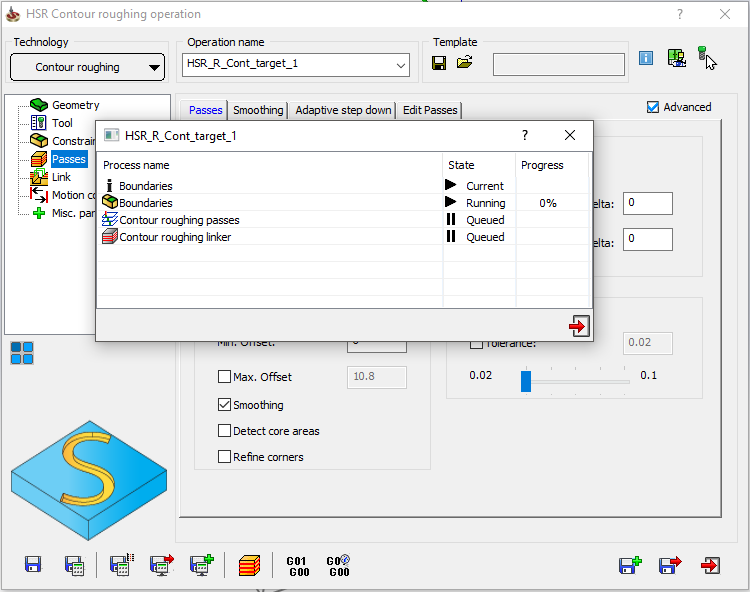 HSR Contour roughing operation
Technology
Contour roughing
Operation name
HSR_R_Cont_target_1
Template
Geometry
Tool
Constrain
Passes
Link
Motion co
Misc. par
Passes
Smoothing
Adaptive step down
Edit Passes
Advanced
HSR_R_Cont_target_1
Process name
State
Progress
Boundaries
Current
Boundaries
Running
0%
Contour roughing passes
Queued
Contour roughing linker
Queued
elta:
0
elta:
0
Min. Offset:
Max. Offset
10.8
Smoothing
Detect core areas
Refine corners
Tolerance:
0.02
0.02
0.1
S
G01
G00
G0
G00